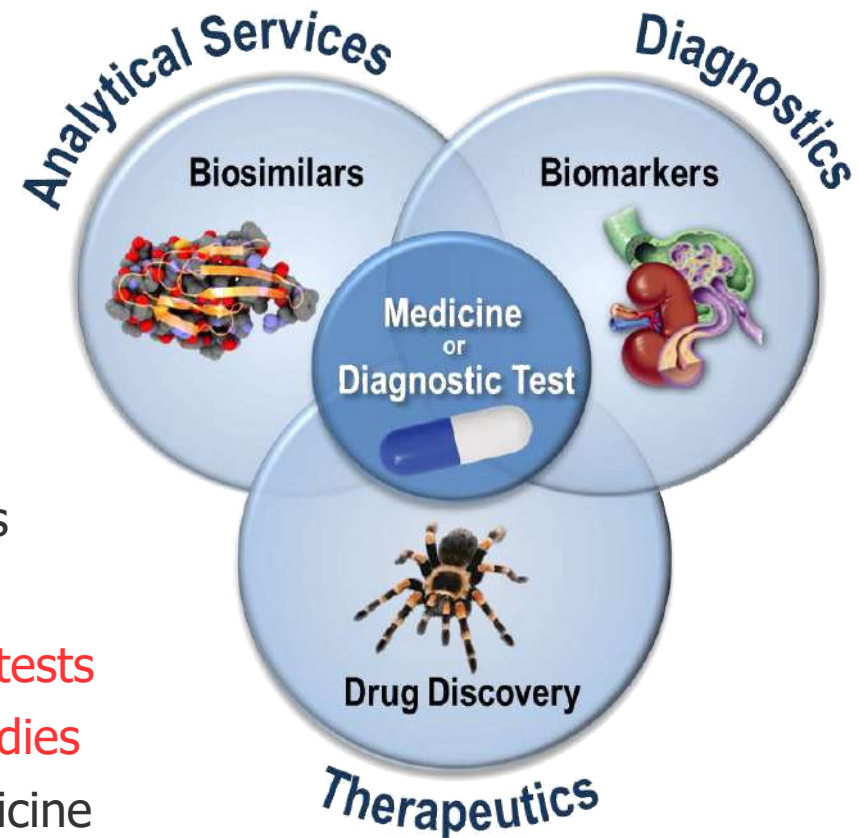 Analytical Services
Diagnostics
Biosimilars
Biomarkers
Medicine
or
Diagnostic Test
s
tests
dies
icine
Drug Discovery
Therapeutics